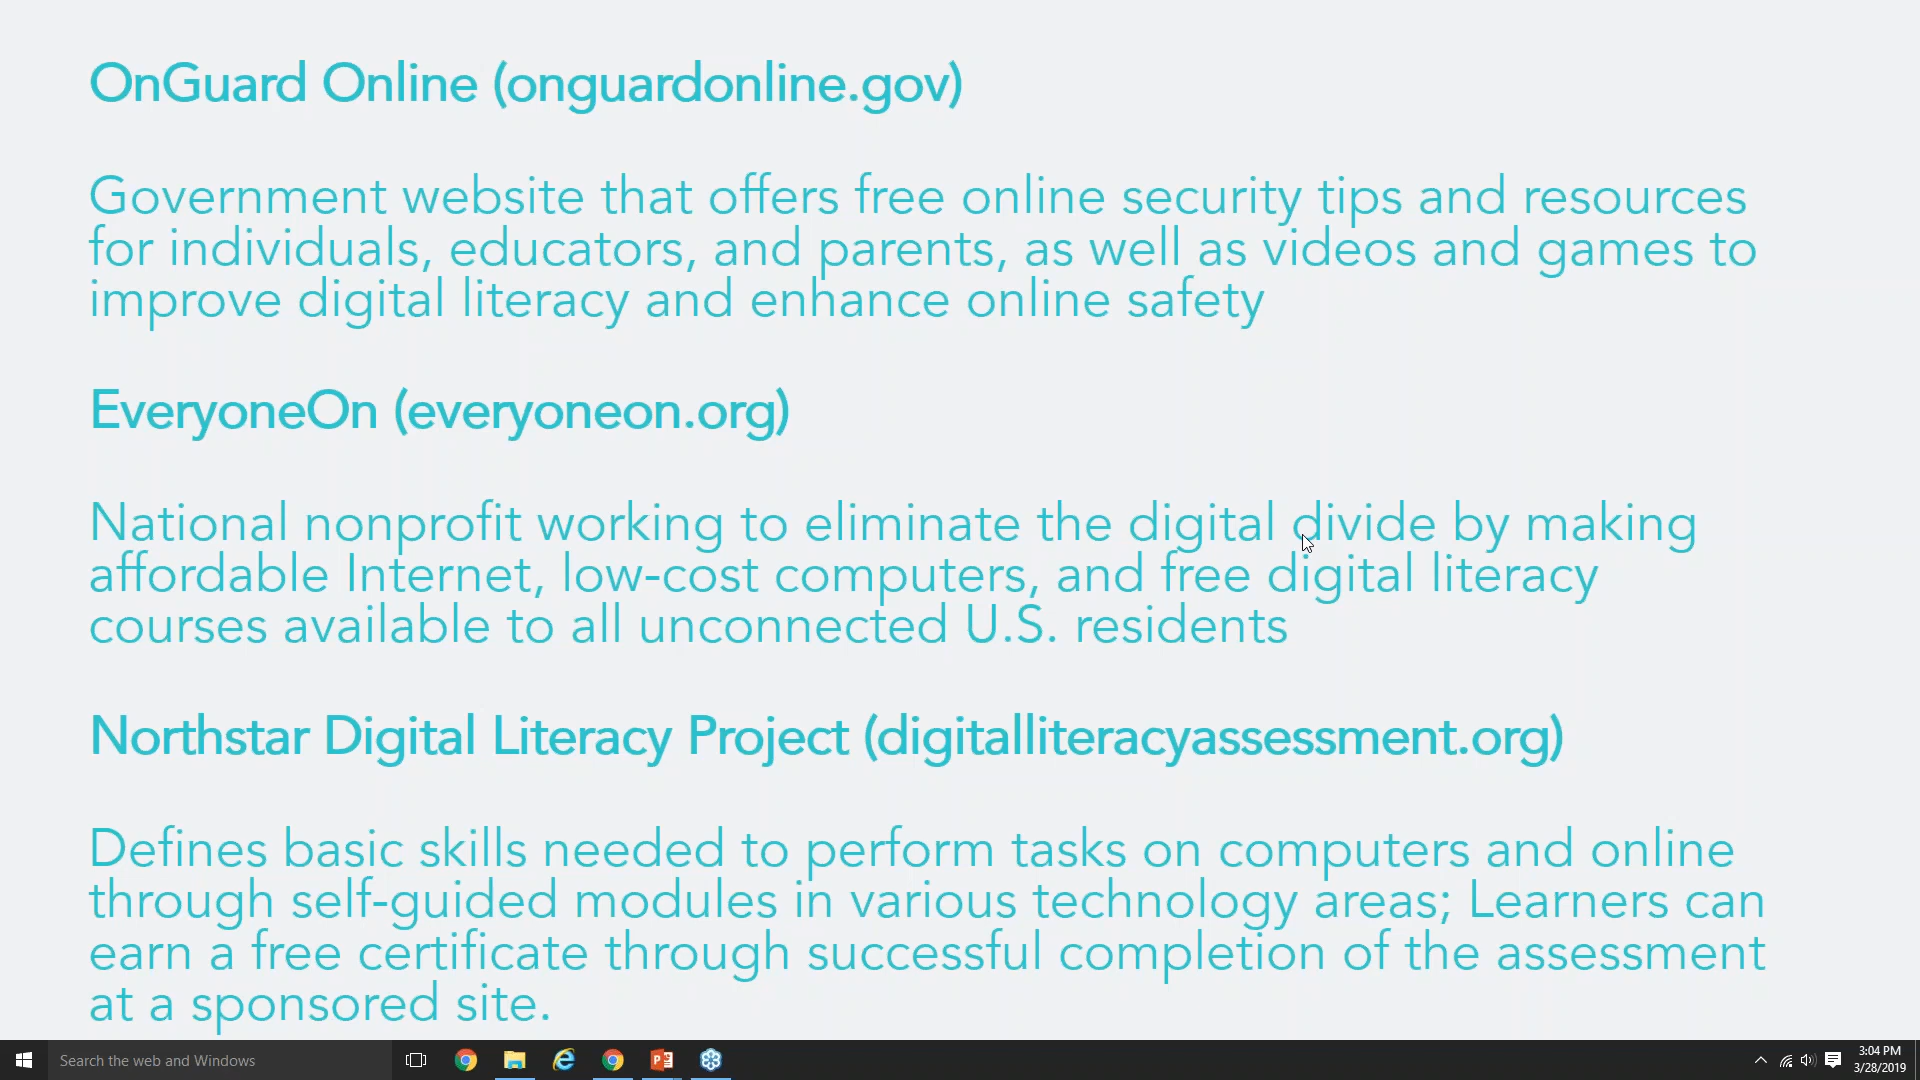 OnGuard Online (onguardonline.gov)
Government website that offers free online security tips and resources
for individuals, educators, and parents, as well as videos and games to
improve digital literacy and enhance online safety
EveryoneOn (everyoneon.org)
National nonprofit working to eliminate the digital divide by making
affordable Internet, low-cost computers, and free digital literacy
courses available to all unconnected U.S. residents
Northstar Digital Literacy Project (digitalliteracyassessment.org)
Defines basic skills needed to perform tasks on computers and online
through self-guided modules in various technology areas; Learners can
earn a free certificate through successful completion of the assessment
at a sponsored site.
Search the web and Windows
3:04 PM
3/28/2019